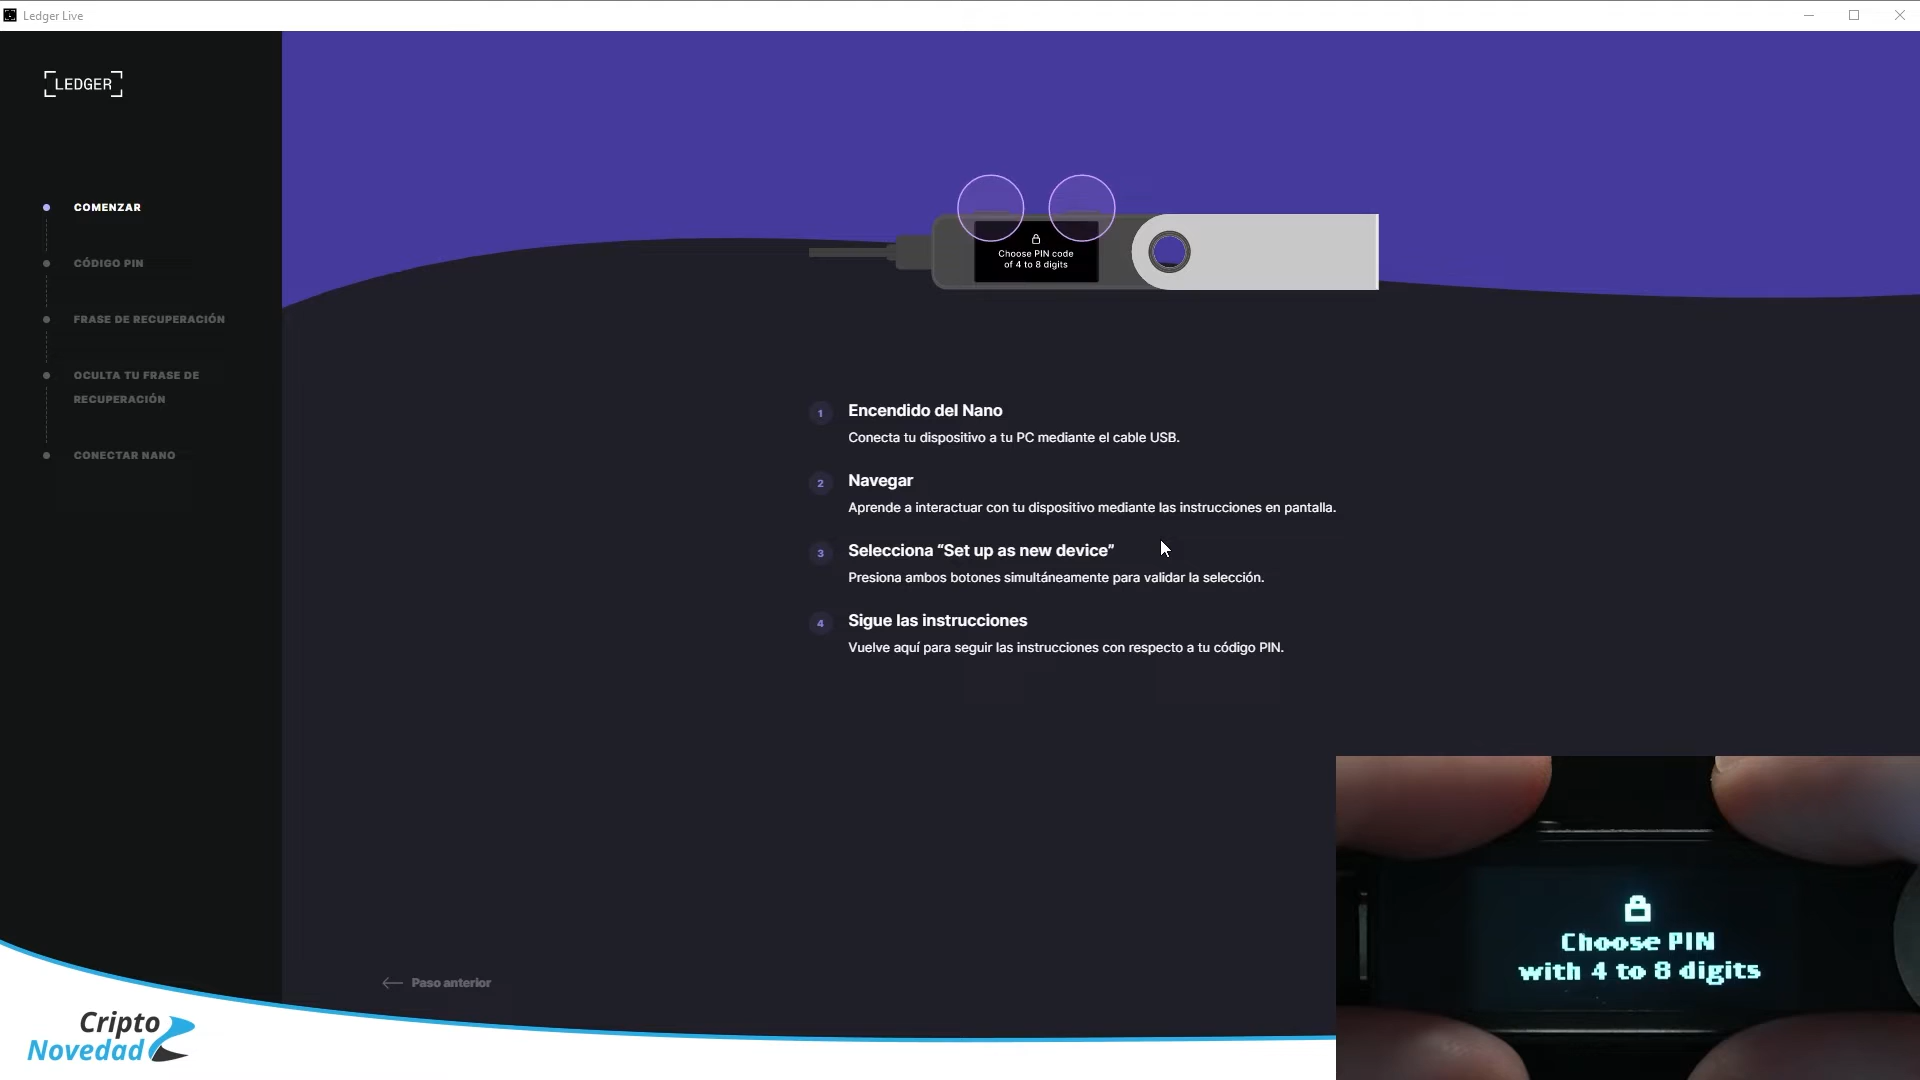 Ledger Live
LEDGER
COMENZAR
CÓDIGO PIN
FRASE DE RECUPERACIÓN
OCULTA TU FRASE DE
RECUPERACIÓN
CONECTAR NANO
Choose PIN code
of 4 to 8 digits
1 Encendido del Nano
Conecta tu dispositivo a tu PC mediante el cable USB.
2 Navegar
Aprende a interactuar con tu dispositivo mediante las instrucciones en pantalla.
3 Selecciona “Set up as new device”
Presiona ambos botones simultáneamente para validar la selección.
4 Sigue las instrucciones
Vuelve aquí para seguir las instrucciones con respecto a tu código PIN.
Paso anterior
Choose PIN
with 4 to 8 digits
Cripto
Novedad